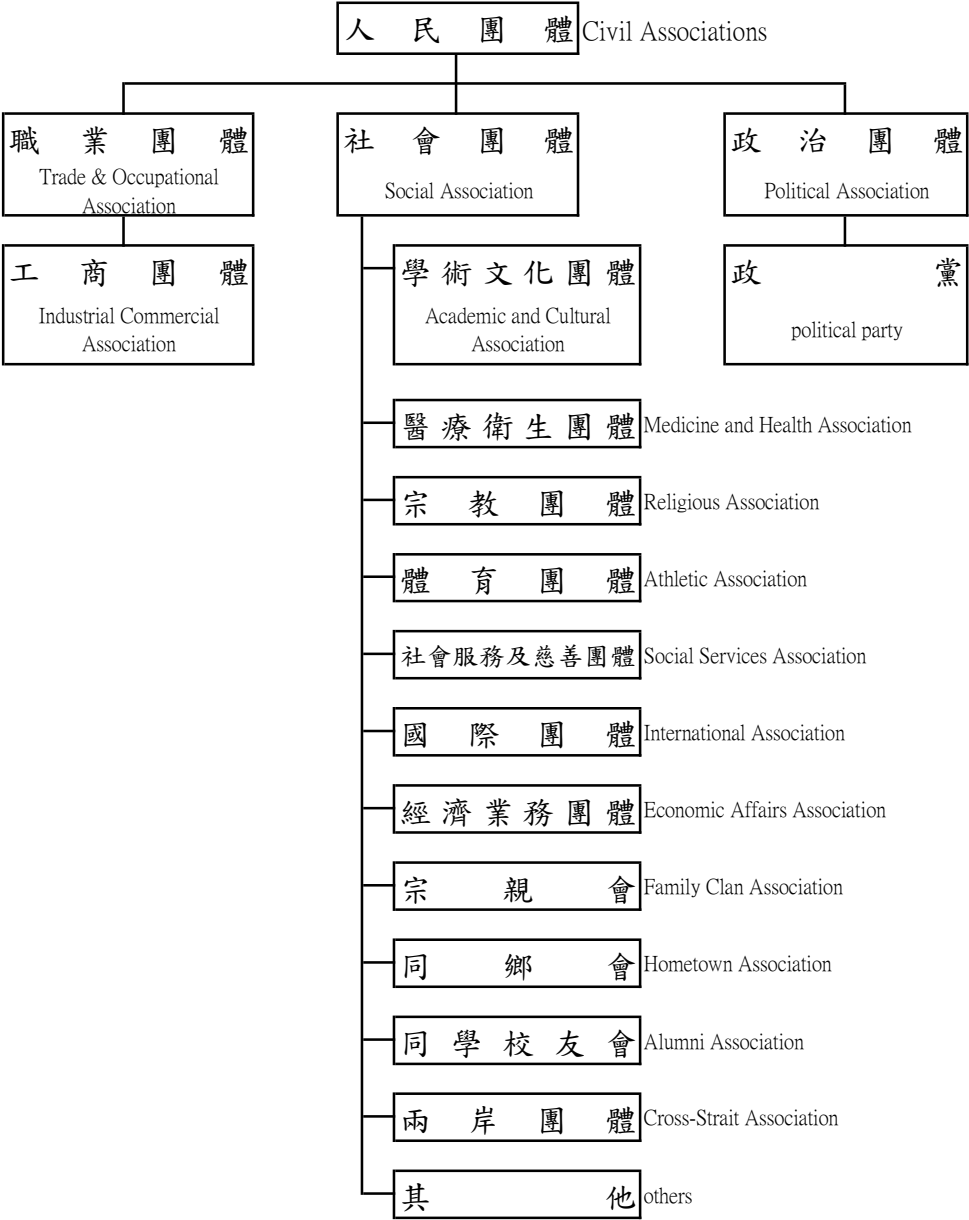 人民團體 Civil Associations
職業團體
Trade & Occupational
Association
社會團體
Social Association
政治團體
Political Association
工商團體
Industrial Commercial
Association
學術文化團體
Academic and Cultural
Association
政黨
political party
醫療衛生團體 Medicine and Health Association
宗教團體 Religious Association
體育團體 Athletic Association
社會服務及慈善團體 Social Services Association
國際團體 International Association
經濟業務團體 Economic Affairs Association
宗親會 Family Clan Association
同鄉會 Hometown Association
同學校友會 Alumni Association
兩岸團體 Cross-Strait Association
其他 others